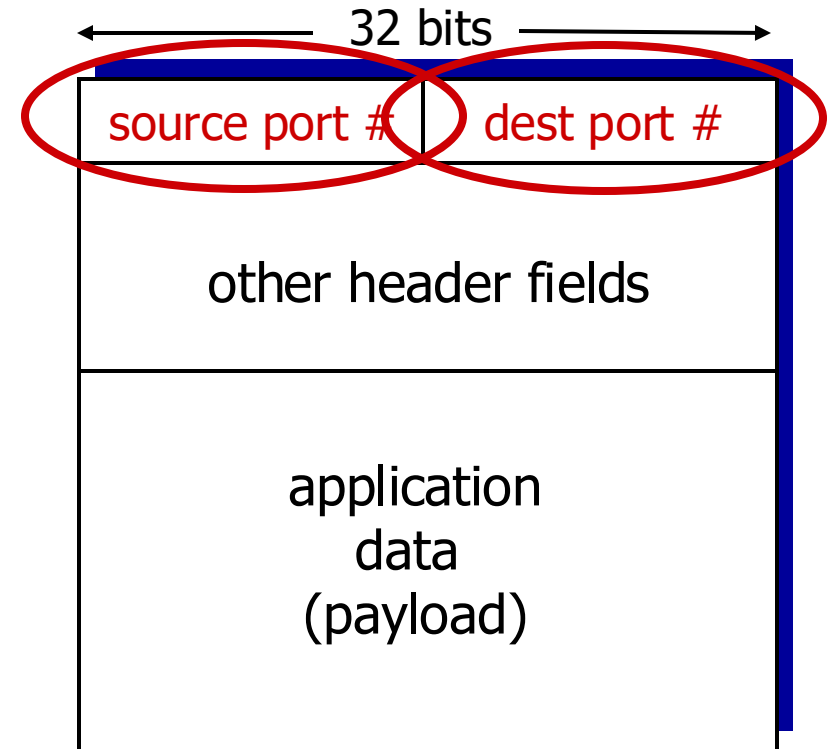 32 bits
source port # dest port #
other header fields
application
data
(payload)